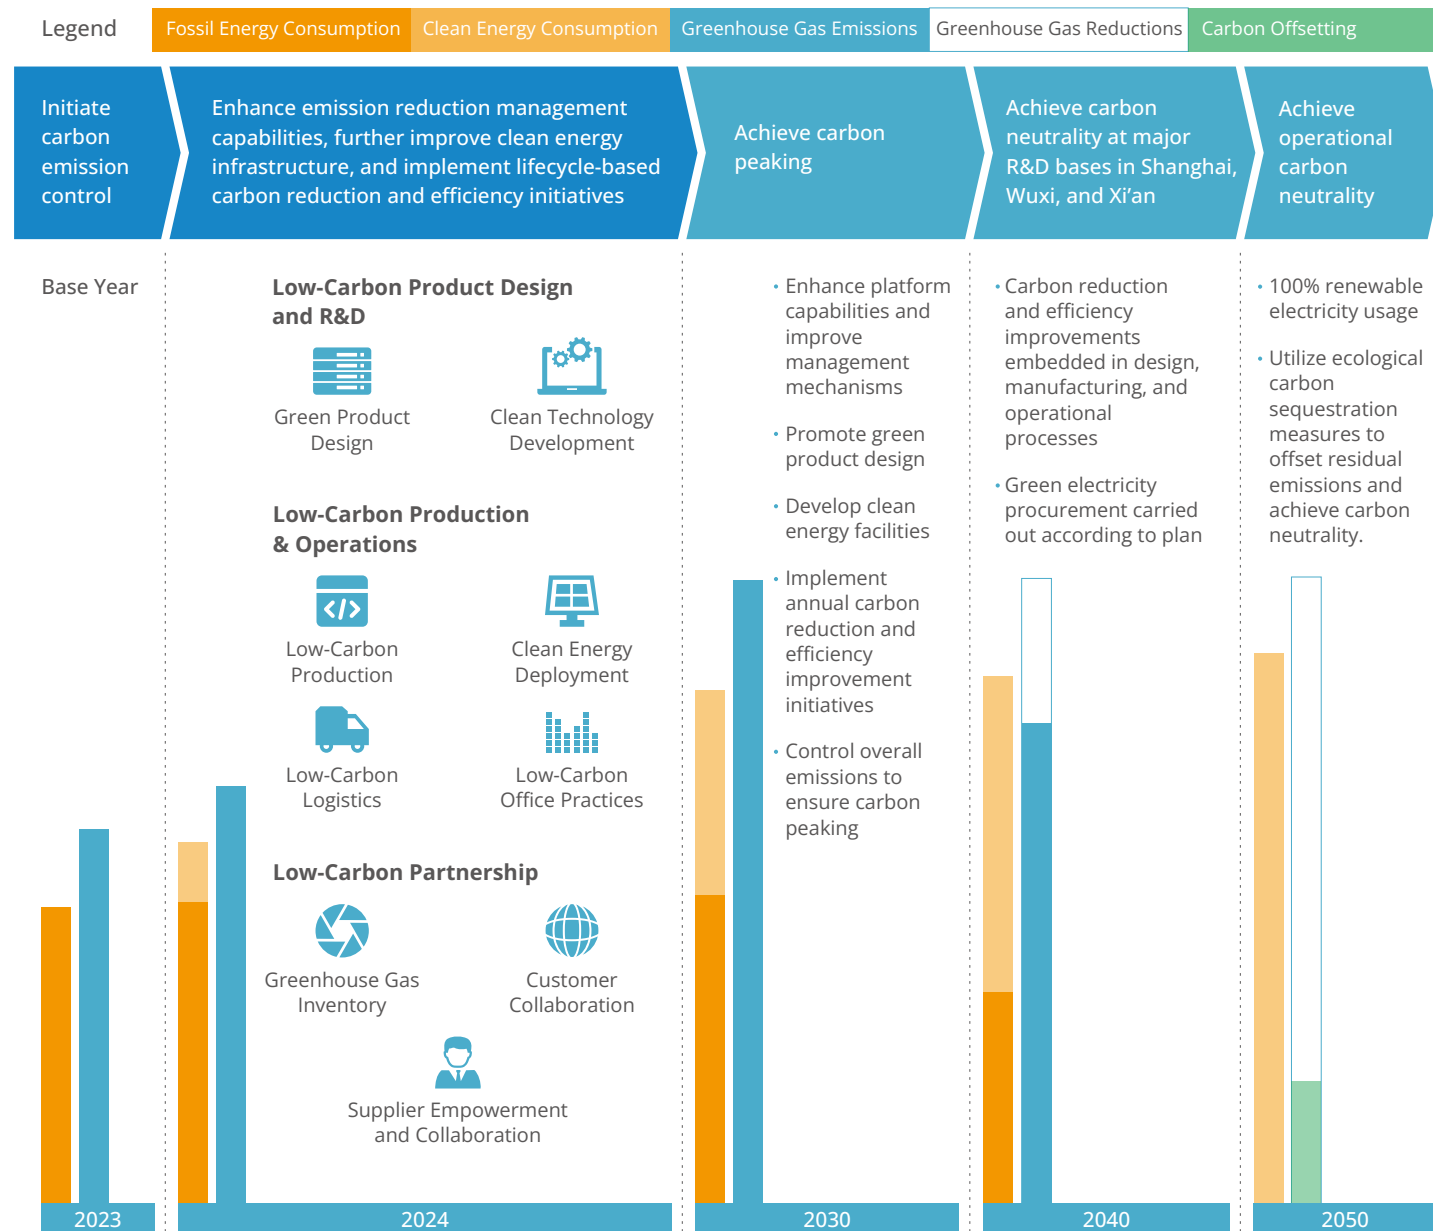 Legend
Fossil Energy Consumption
Clean Energy Consumption
Greenhouse Gas Emissions
Greenhouse Gas Reductions
Carbon Offsetting
Initiate
carbon
emission
control
Enhance emission reduction management
capabilities, further improve clean energy
infrastructure, and implement lifecycle-based
carbon reduction and efficiency initiatives
Achieve carbon
peaking
Achieve carbon
neutrality at major
R&D bases in Shanghai,
Wuxi, and Xi’an
Achieve
operational
carbon
neutrality
Base Year
Low-Carbon Product Design
and R&D
Green Product
Design
Clean Technology
Development
Low-Carbon Production
& Operations
Low-Carbon
Production
Clean Energy
Deployment
Low-Carbon
Logistics
Low-Carbon
Office Practices
Low-Carbon Partnership
Greenhouse Gas
Inventory
Customer
Collaboration
Supplier Empowerment
and Collaboration
• Enhance platform
capabilities and
improve
management
mechanisms
• Promote green
product design
• Develop clean
energy facilities
• Implement
annual carbon
reduction and
efficiency
improvement
initiatives
• Control overall
emissions to
ensure carbon
peaking
• Carbon reduction
and efficiency
improvements
embedded in design,
manufacturing, and
operational
processes
• Green electricity
procurement carried
out according to plan
• 100% renewable
electricity usage
• Utilize ecological
carbon
sequestration
measures to
offset residual
emissions and
achieve carbon
neutrality.
2023
2024
2030
2040
2050